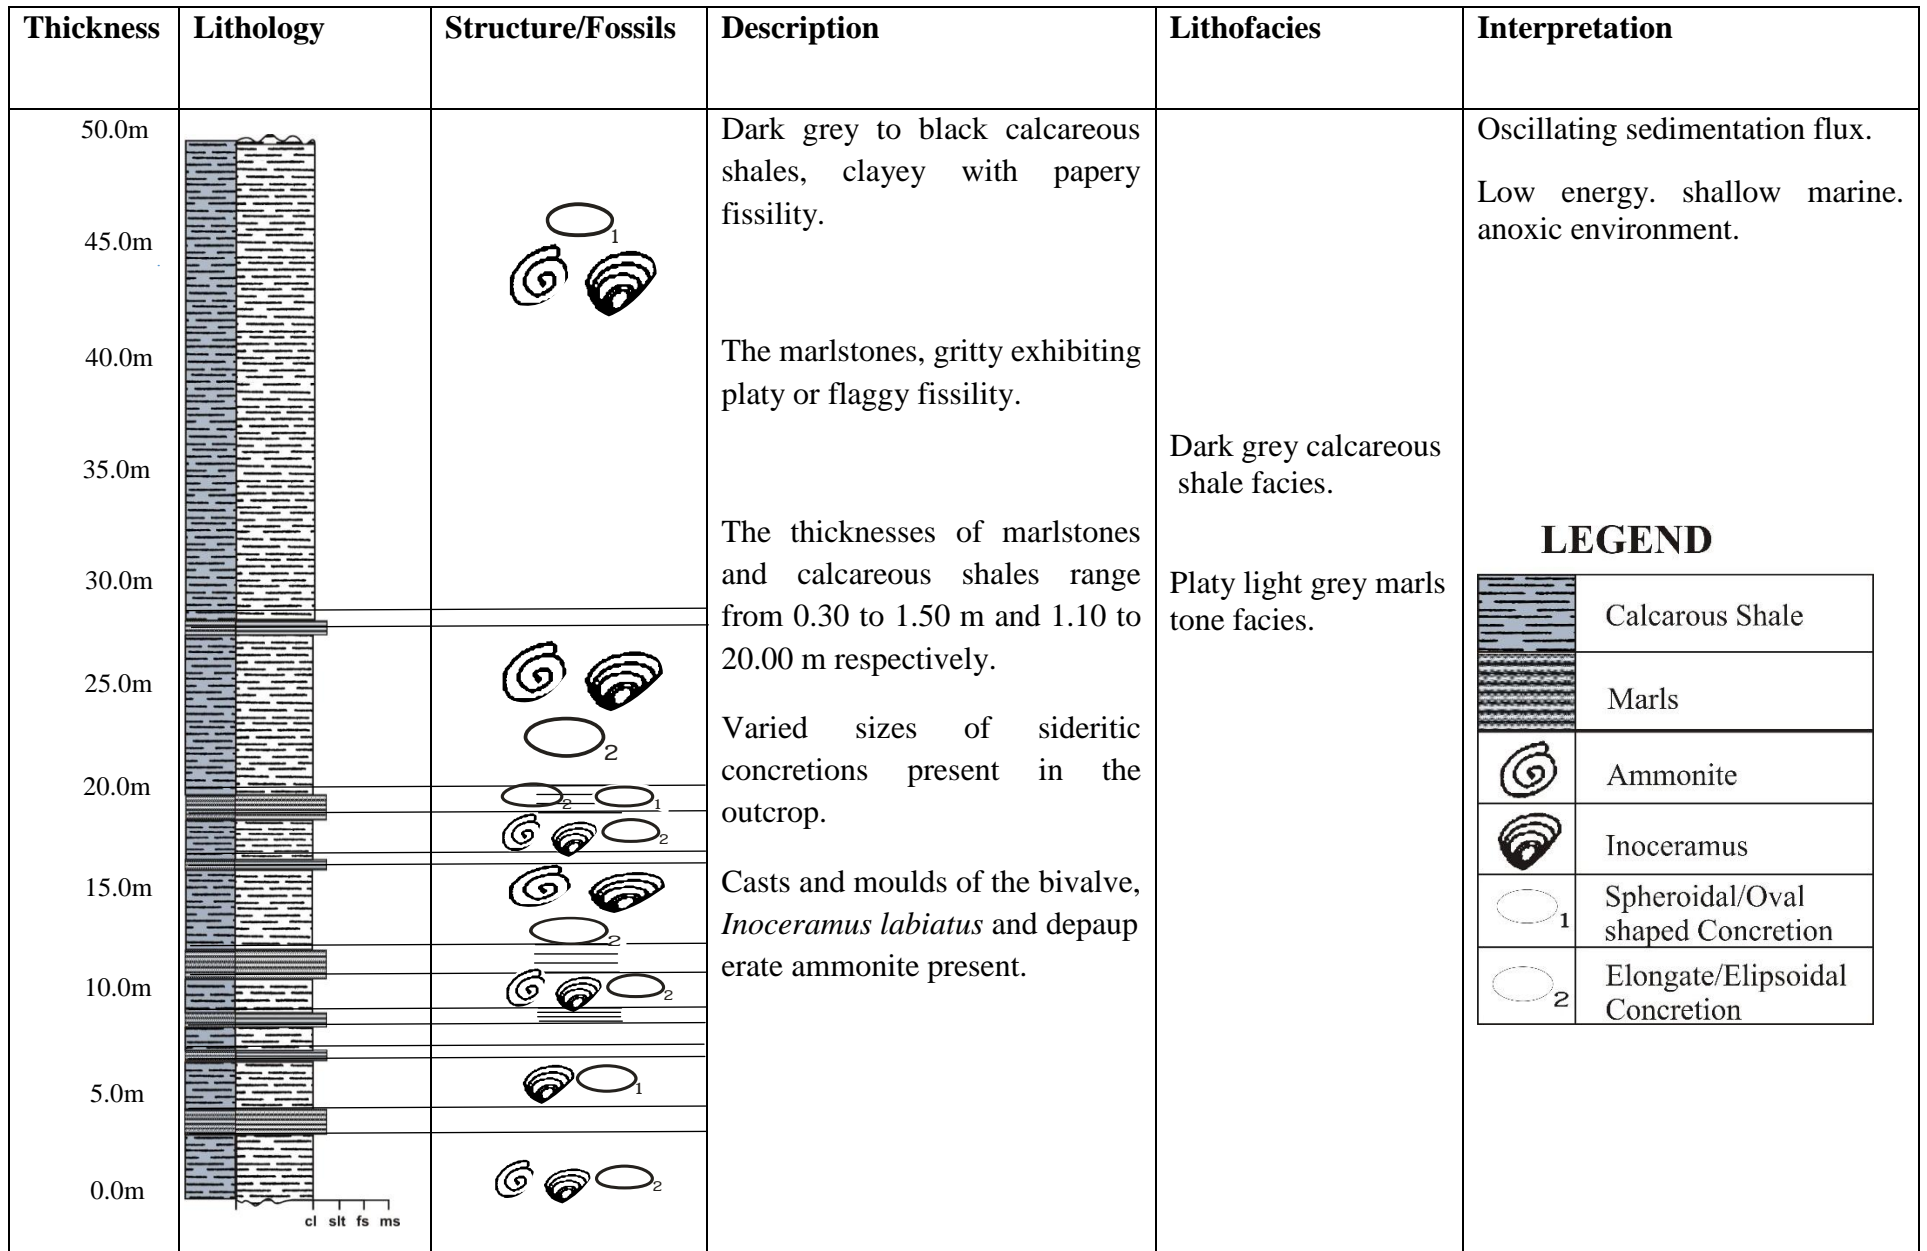 Thickness
Lithology
Structure/Fossils
Description
Lithofacies
Interpretation
50.0m
45.0m
40.0m
35.0m
30.0m
25.0m
20.0m
15.0m
10.0m
5.0m
0.0m
cl slt fs ms
1
2
2
1
2
2
2
1
2
Dark grey to black calcareous
shales, clayey with papery
fissility.
The marlstones, gritty exhibiting
platy or flaggy fissility.
The thicknesses of marlstones
and calcareous shales range
from 0.30 to 1.50 m and 1.10 to
20.00 m respectively.
Varied sizes of sideritic
concretions present in the
outcrop.
Casts and moulds of the bivalve,
Inoceramus labiatus and depaup
erate ammonite present.
Dark grey calcareous
shale facies.
Platy light grey marls
tone facies.
Oscillating sedimentation flux.
Low energy. shallow marine.
anoxic environment.
LEGEND
Calcarous Shale
Marls
Ammonite
Inoceramus
1
Spheroidal/Oval
shaped Concretion
2
Elongate/Elipsoidal
Concretion